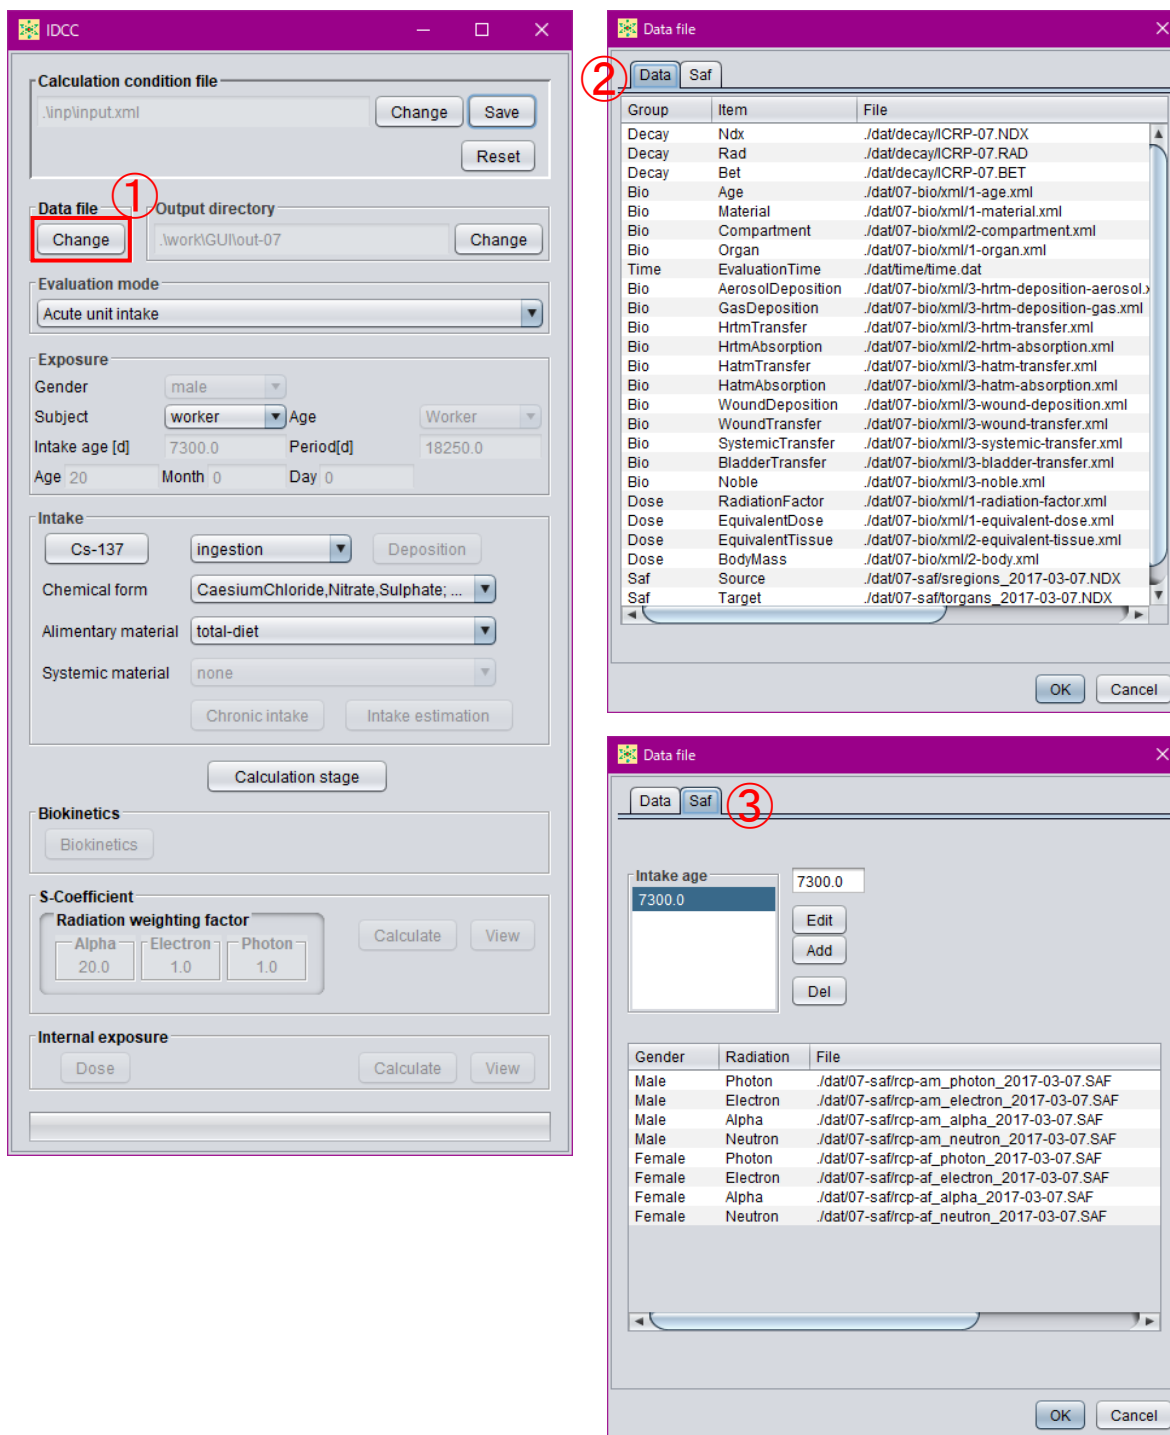 IDCC
Calculation condition file
.\inp\input.xml Change Save
Reset
①
Data file Output directory
Change .\work\GUI\out-07 Change
Evaluation mode
Acute unit intake
Exposure
Gender male
Subject worker Age Worker
Intake age [d] 7300.0 Period[d] 18250.0
Age 20 Month 0 Day 0
Intake
Cs-137 ingestion Deposition
Chemical form CaesiumChloride,Nitrate,Sulphate; ...
Alimentary material total-diet
Systemic material none
Chronic intake Intake estimation
Calculation stage
Biokinetics
Biokinetics
S-Coefficient
Radiation weighting factor
Alpha Electron Photon Calculate View
20.0 1.0 1.0
Internal exposure
Dose Calculate View
Data file
② Data Saf
Group Item File
Decay Ndx ./dat/decay/ICRP-07.NDX
Decay Rad ./dat/decay/ICRP-07.RAD
Decay Bet ./dat/decay/ICRP-07.BET
Bio Age ./dat/07-bio/xml/1-age.xml
Bio Material ./dat/07-bio/xml/1-material.xml
Bio Compartment ./dat/07-bio/xml/2-compartment.xml
Bio Organ ./dat/07-bio/xml/1-organ.xml
Time EvaluationTime ./dat/time/time.dat
Bio AerosolDeposition ./dat/07-bio/xml/3-hrtm-deposition-aerosol.x
Bio GasDeposition ./dat/07-bio/xml/3-hrtm-deposition-gas.xml
Bio HrtmTransfer ./dat/07-bio/xml/3-hrtm-transfer.xml
Bio HrtmAbsorption ./dat/07-bio/xml/2-hrtm-absorption.xml
Bio HatmTransfer ./dat/07-bio/xml/3-hatm-transfer.xml
Bio HatmAbsorption ./dat/07-bio/xml/3-hatm-absorption.xml
Bio WoundDeposition ./dat/07-bio/xml/3-wound-deposition.xml
Bio WoundTransfer ./dat/07-bio/xml/3-wound-transfer.xml
Bio SystemicTransfer ./dat/07-bio/xml/3-systemic-transfer.xml
Bio BladderTransfer ./dat/07-bio/xml/3-bladder-transfer.xml
Bio Noble ./dat/07-bio/xml/3-noble.xml
Dose RadiationFactor ./dat/07-bio/xml/1-radiation-factor.xml
Dose EquivalentDose ./dat/07-bio/xml/1-equivalent-dose.xml
Dose EquivalentTissue ./dat/07-bio/xml/2-equivalent-tissue.xml
Dose BodyMass ./dat/07-bio/xml/2-body.xml
Saf Source ./dat/07-saf/sregions_2017-03-07.NDX
Saf Target ./dat/07-saf/torgans_2017-03-07.NDX
OK Cancel
Data file
Data Saf ③
Intake age 7300.0
7300.0
Edit
Add
Del
Gender Radiation File
Male Photon ./dat/07-saf/rcp-am_photon_2017-03-07.SAF
Male Electron ./dat/07-saf/rcp-am_electron_2017-03-07.SAF
Male Alpha ./dat/07-saf/rcp-am_alpha_2017-03-07.SAF
Male Neutron ./dat/07-saf/rcp-am_neutron_2017-03-07.SAF
Female Photon ./dat/07-saf/rcp-af_photon_2017-03-07.SAF
Female Electron ./dat/07-saf/rcp-af_electron_2017-03-07.SAF
Female Alpha ./dat/07-saf/rcp-af_alpha_2017-03-07.SAF
Female Neutron ./dat/07-saf/rcp-af_neutron_2017-03-07.SAF
OK Cancel